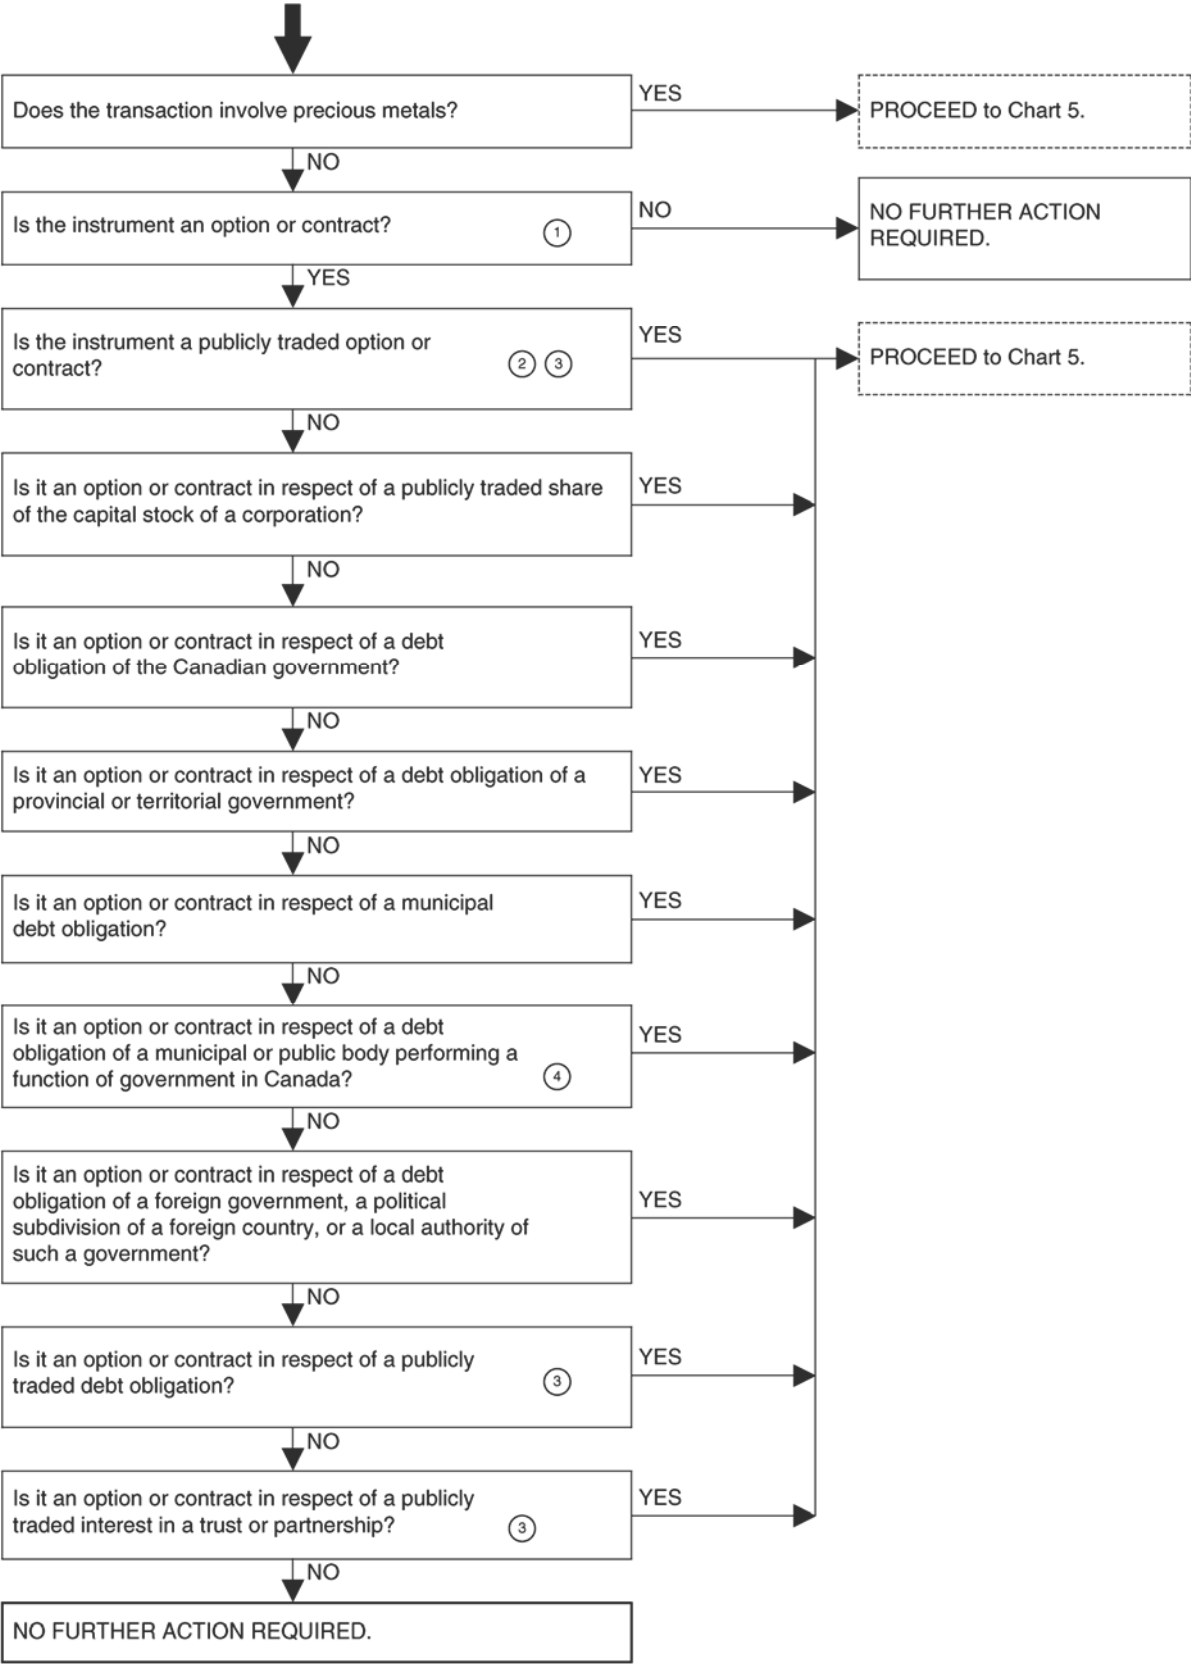 Does the transaction involve precious metals?
YES
PROCEED to Chart 5.
NO
Is the instrument an option or contract?
1
NO
NO FURTHER ACTION
REQUIRED.
YES
Is the instrument a publicly traded option or
contract?
2 3
YES
PROCEED to Chart 5.
NO
Is it an option or contract in respect of a publicly traded share
of the capital stock of a corporation?
YES
NO
Is it an option or contract in respect of a debt
obligation of the Canadian government?
YES
NO
Is it an option or contract in respect of a debt obligation of a
provincial or territorial government?
YES
NO
Is it an option or contract in respect of a municipal
debt obligation?
YES
NO
Is it an option or contract in respect of a debt
obligation of a municipal or public body performing a
function of government in Canada?
4
YES
NO
Is it an option or contract in respect of a debt
obligation of a foreign government, a political
subdivision of a foreign country, or a local authority of
such a government?
YES
NO
Is it an option or contract in respect of a publicly
traded debt obligation?
3
YES
NO
Is it an option or contract in respect of a publicly
traded interest in a trust or partnership?
3
YES
NO
NO FURTHER ACTION REQUIRED.